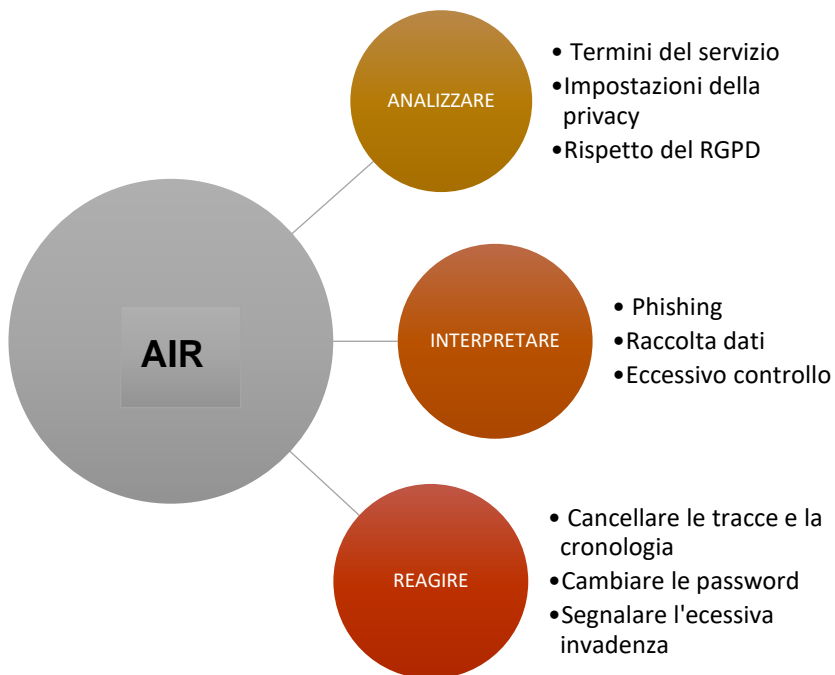 ANALIZZARE
• Termini del servizio
•Impostazioni della
privacy
•Rispetto del RGPD
AIR
INTERPRETARE
• Phishing
•Raccolta dati
•Eccessivo controllo
REAGIRE
• Cancellare le tracce e la
cronologia
•Cambiare le password
•Segnalare l'ecessiva
invadenza